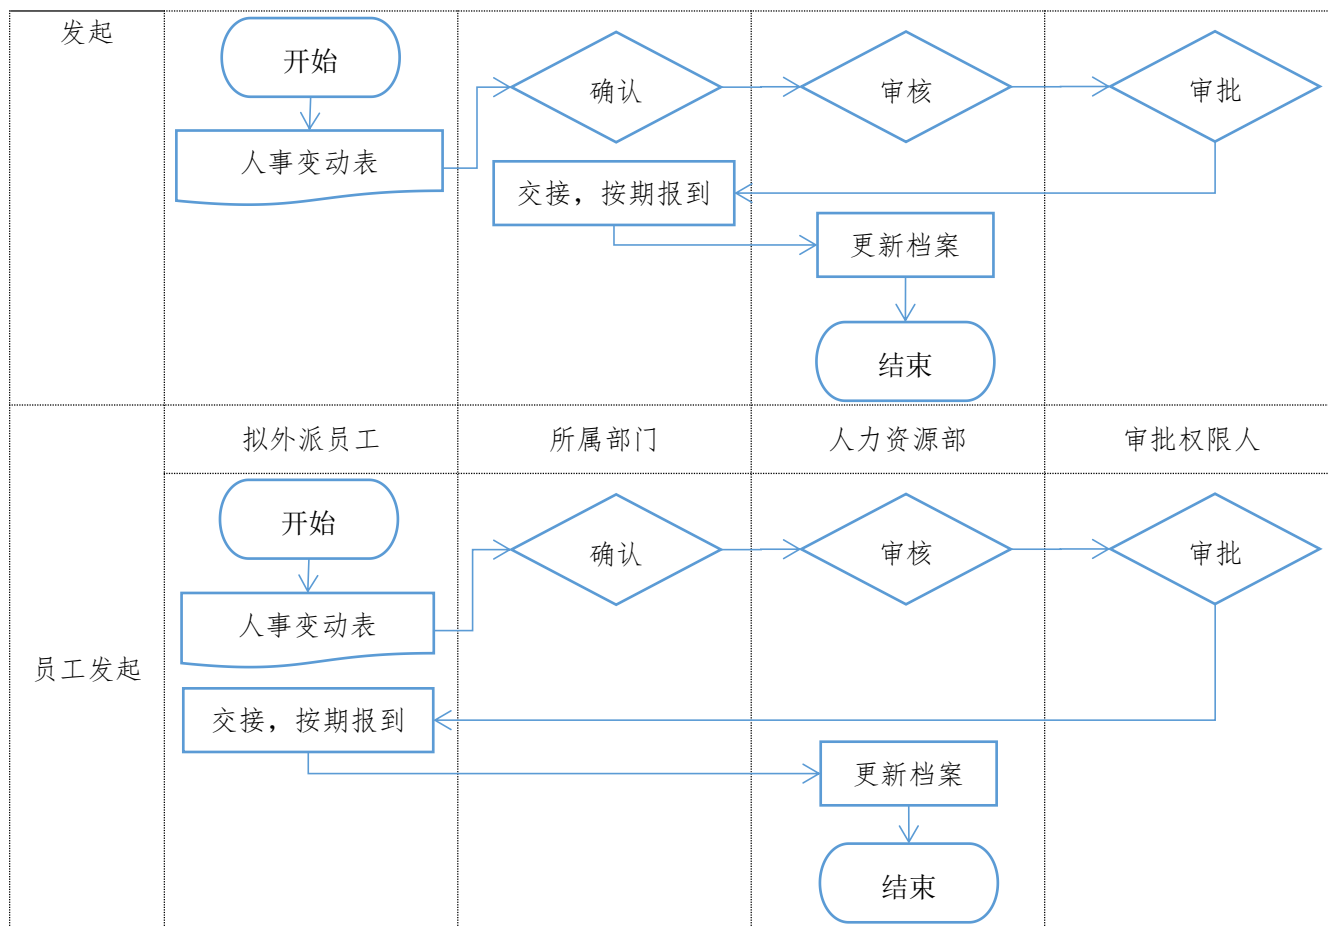 发起
开始
确认
审核
审批
人事变动表
交接，按期报到
更新档案
结束
拟外派员工
所属部门
人力资源部
审批权限人
员工发起
开始
确认
审核
审批
人事变动表
交接，按期报到
更新档案
结束